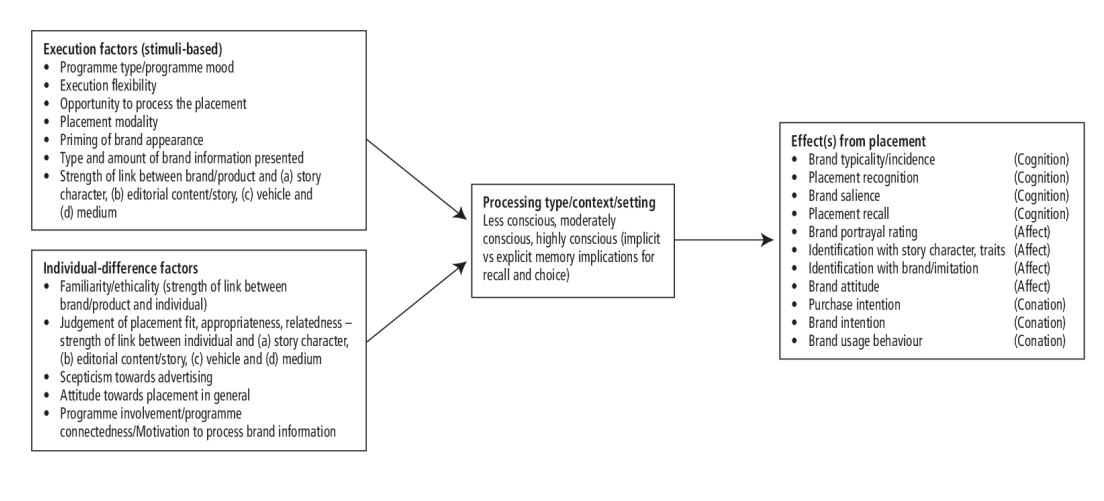 Execution factors (stimuli-based)
• Programme type/programme mood
• Execution flexibility
• Opportunity to process the placement
• Placement modality
• Priming of brand appearance
• Type and amount of brand information presented
• Strength of link between brand/product and (a) story
character, (b) editorial content/story, (c) vehicle and
(d) medium
Individual-difference factors
• Familiarity/ethicality (strength of link between
brand/product and individual)
• Judgement of placement fit, appropriateness, relatedness –
strength of link between individual and (a) story character,
(b) editorial content/story, (c) vehicle and (d) medium
• Scepticism towards advertising
• Attitude towards placement in general
• Programme involvement/programme
connectedness/Motivation to process brand information
Processing type/context/setting
Less conscious, moderately
conscious, highly conscious (implicit
vs explicit memory implications for
recall and choice)
Effect(s) from placement
• Brand typicality/incidence (Cognition)
• Placement recognition (Cognition)
• Brand salience (Cognition)
• Placement recall (Cognition)
• Brand portrayal rating (Affect)
• Identification with story character, traits (Affect)
• Identification with brand/imitation (Affect)
• Brand attitude (Affect)
• Purchase intention (Conation)
• Brand intention (Conation)
• Brand usage behaviour (Conation)